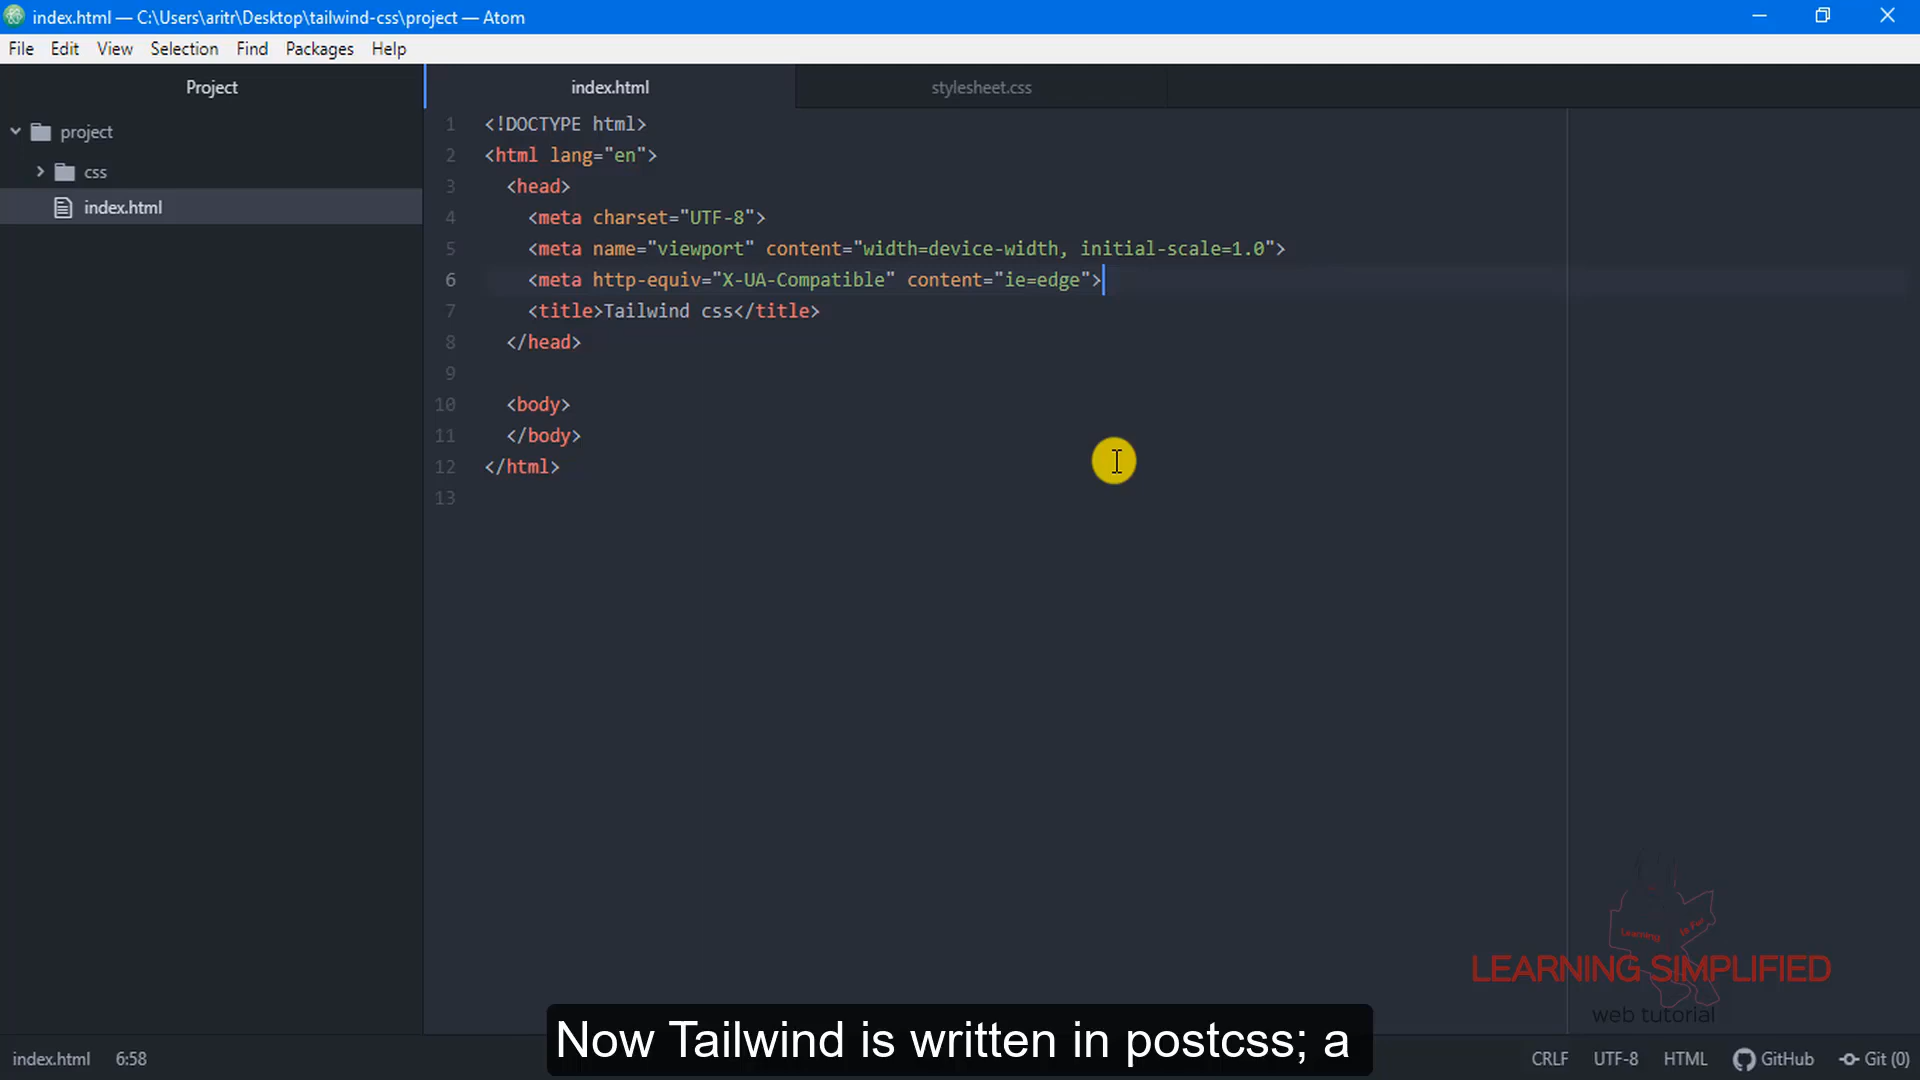 index.html — C:\Users\aritr\Desktop\tailwind-css\project — Atom
File Edit View Selection Find Packages Help
Project
project
css
index.html
index.html stylesheet.css
1 <!DOCTYPE html>
2 <html lang="en">
3 <head>
4 <meta charset="UTF-8">
5 <meta name="viewport" content="width=device-width, initial-scale=1.0">
6 <meta http-equiv="X-UA-Compatible" content="ie=edge">
7 <title>Tailwind css</title>
8 </head>
9
10 <body>
11 </body>
12 </html>
13
Learning Is For
LEARNING SIMPLIFIED
web tutorial
Now Tailwind is written in postcss; a
index.html 6:58 CRLF UTF-8 HTML GitHub Git (0)